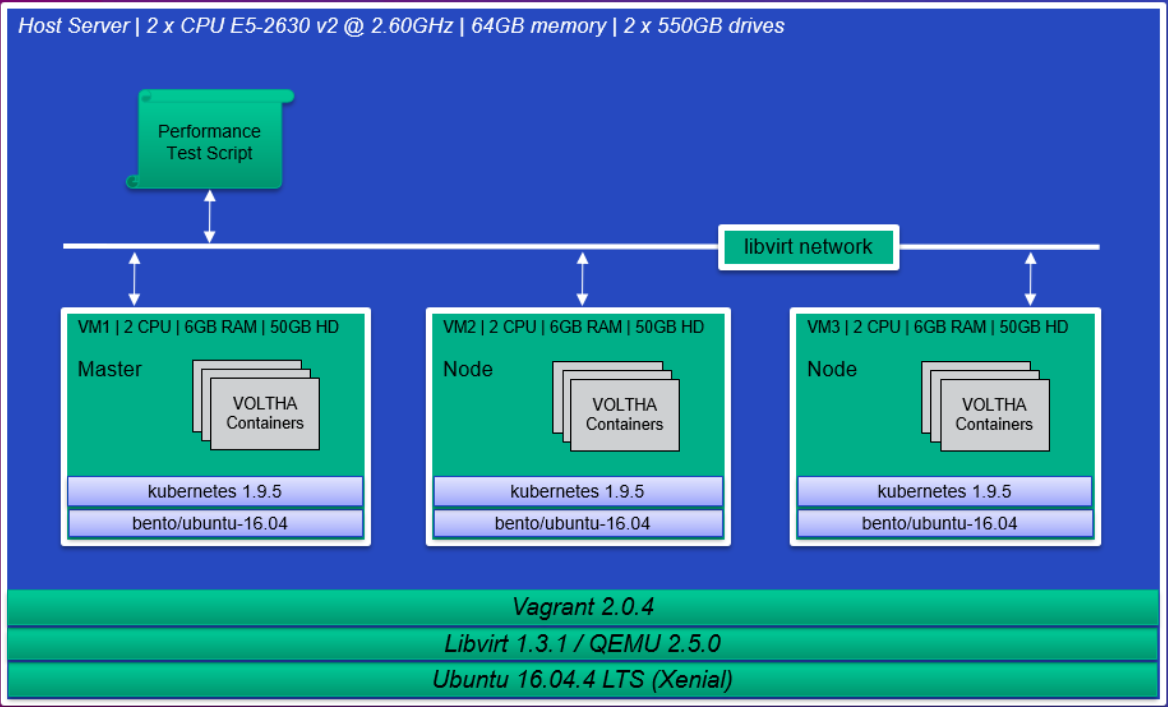 Host Server | 2 x CPU E5-2630 v2 @ 2.60GHz | 64GB memory | 2 x 550GB drives
Performance
Test Script
libvirt network
VM1 | 2 CPU | 6GB RAM | 50GB HD
Master
VOLTHA
Containers
kubernetes 1.9.5
bento/ubuntu-16.04
VM2 | 2 CPU | 6GB RAM | 50GB HD
Node
VOLTHA
Containers
kubernetes 1.9.5
bento/ubuntu-16.04
VM3 | 2 CPU | 6GB RAM | 50GB HD
Node
VOLTHA
Containers
kubernetes 1.9.5
bento/ubuntu-16.04
Vagrant 2.0.4
Libvirt 1.3.1 / QEMU 2.5.0
Ubuntu 16.04.4 LTS (Xenial)